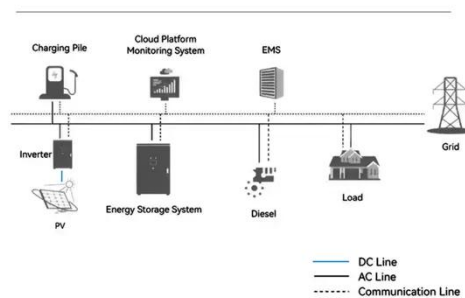 Charging Pile
Cloud Platform
Monitoring System
EMS
Grid
Inverter
PV
Energy Storage System
Diesel
Load
DC Line
AC Line
Communication Line